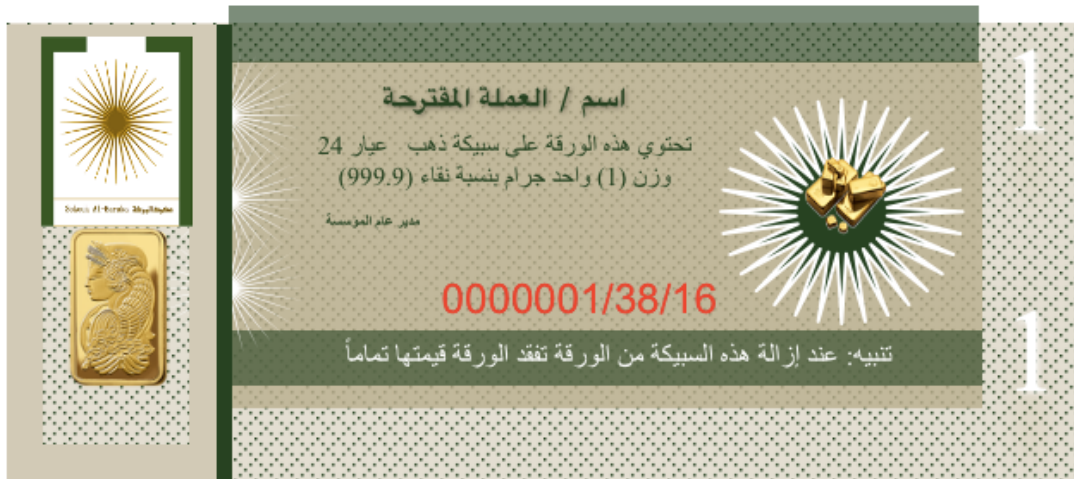 1
اسم / العملة المقترحة
تحتوي هذه الورقة على سبيكة ذهب عيار 24
وزن (1) واحد جرام بنسبة نقاء (999.9)
مدير عام المؤسسة
0000001/38/16
تنبيه: عند إزالة هذه السبيكة من الورقة تفقد الورقة قيمتها تماماً
1